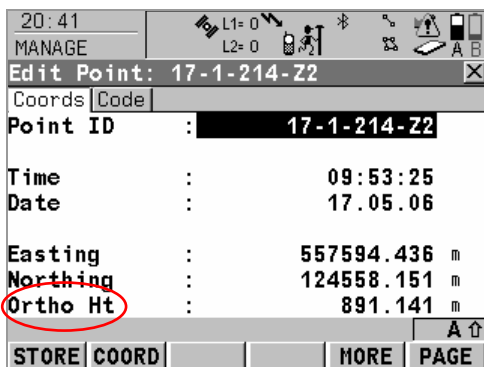 20:41 L1= 0
MANAGE L2= 0 A B
Edit Point: 17-1-214-Z2 X
Coords Code
Point ID : 17-1-214-Z2
Time : 09:53:25
Date : 17.05.06
Easting : 557594.436 m
Northing : 124558.151 m
Ortho Ht : 891.141 m
A ⇧
STORE COORD MORE PAGE